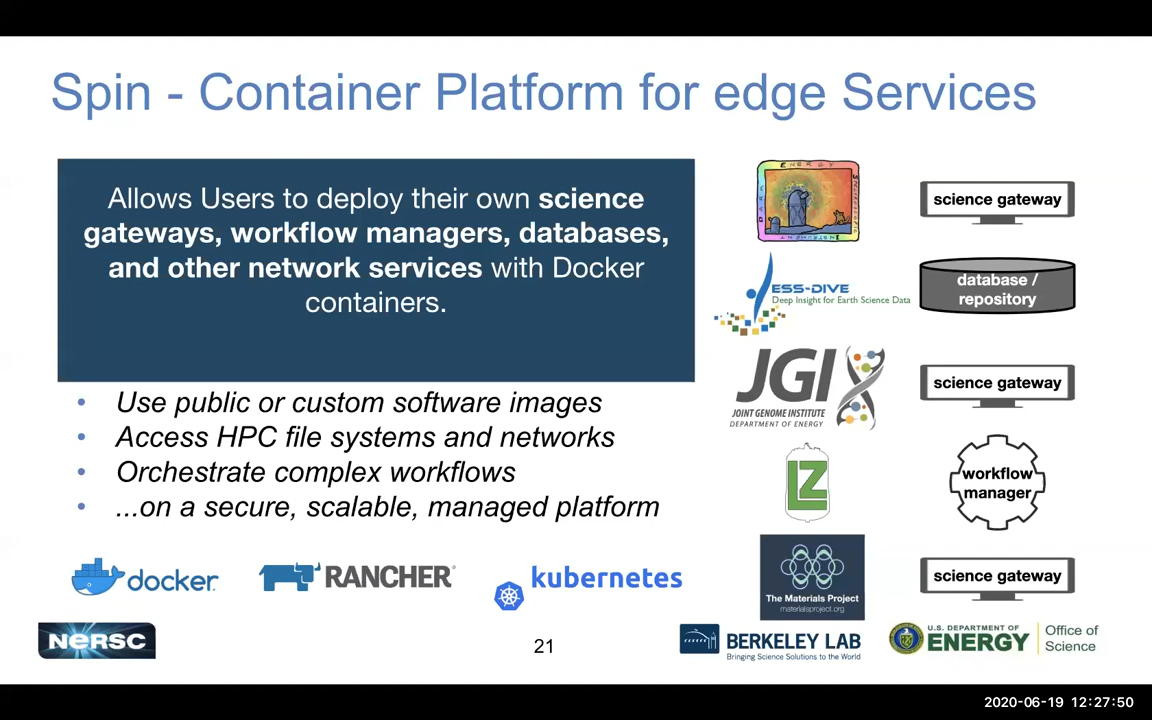 Spin - Container Platform for edge Services
Allows Users to deploy their own science
gateways, workflow managers, databases,
and other network services with Docker
containers.
• Use public or custom software images
• Access HPC file systems and networks
• Orchestrate complex workflows
• ...on a secure, scalable, managed platform
science gateway
ESS-DIVE
Deep Insight for Earth Science Data
database /
repository
JGI
JOINT GENOME INSTITUTE
DEPARTMENT OF ENERGY
science gateway
LZ
workflow
manager
The Materials Project
materialsproject.org
science gateway
docker
RANCHER
kubernetes
NERSC
21
BERKELEY LAB
Bringing Science Solutions to the World
U.S. DEPARTMENT OF
ENERGY
Office of
Science
2020-06-19 12:27:50